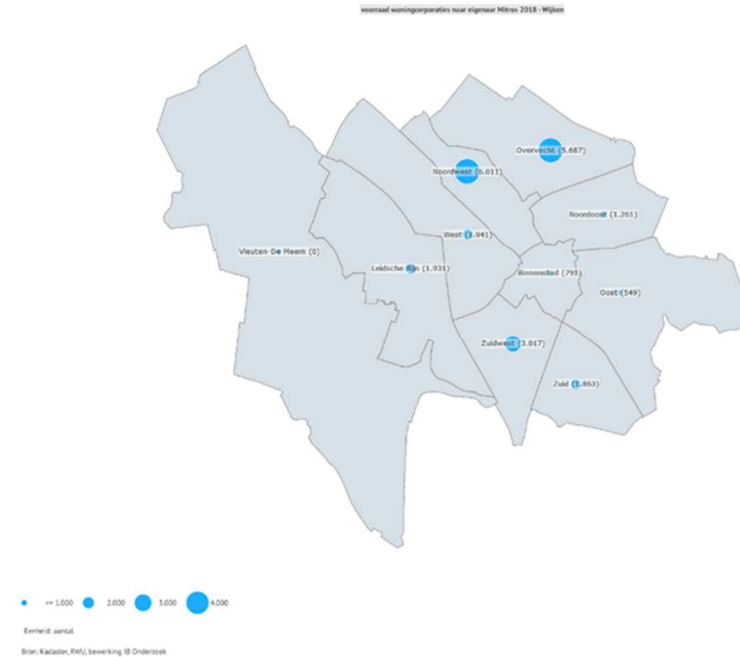 voorraad woningcorporaties naar eigenaar Mitros 2018 - Wijken
Overvecht (5.687)
Noordwest (6.011)
Noordoost (1.261)
West (1.941)
Vleuten De Meern (0)
Leidsche Rijn (1.931)
Binnenstad (791)
Oost (549)
Zuidwest (3.017)
Zuid (1.863)
<= 1.000 2.000 3.000 4.000
Eenheid: aantal
Bron: Kadaster, RWU, bewerking IB Onderzoek